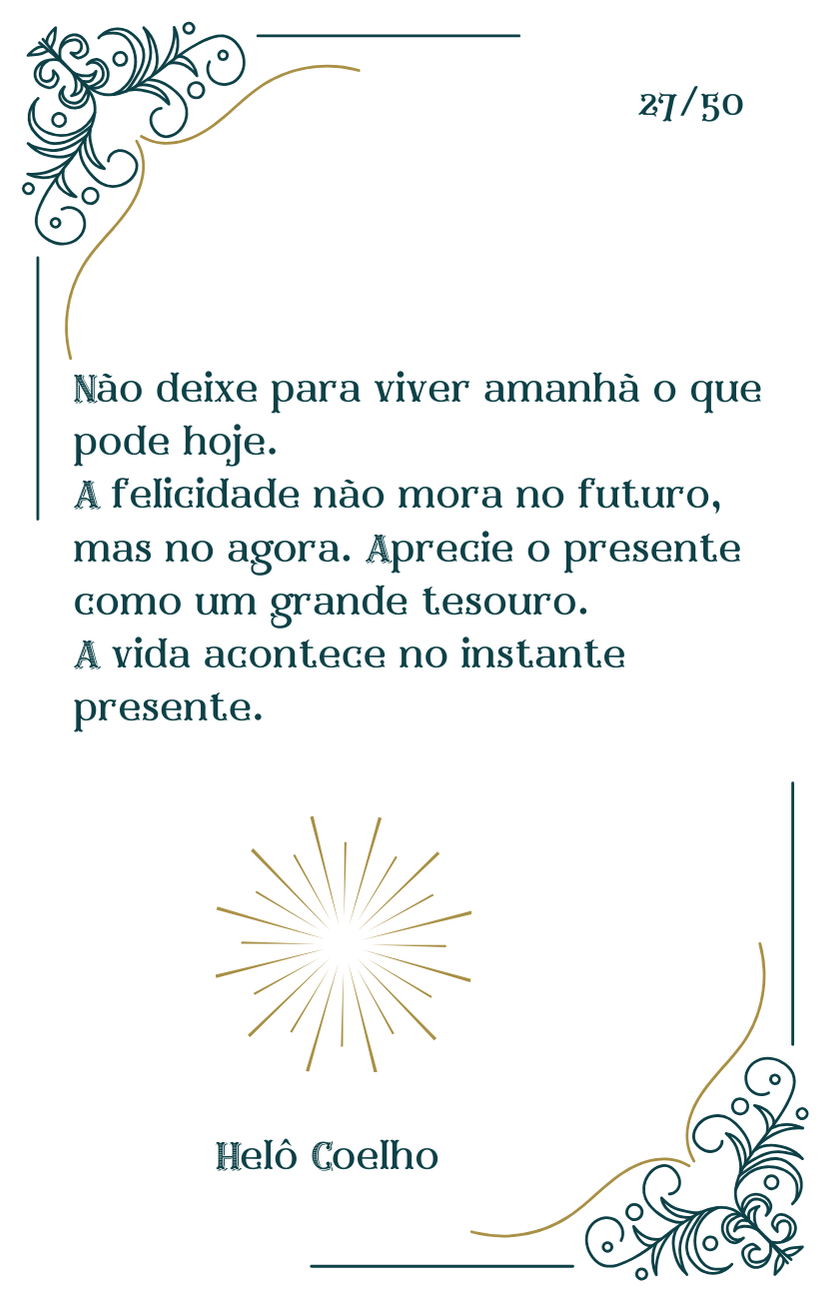 27/50
Não deixe para viver amanhã o que
pode hoje.
A felicidade não mora no futuro,
mas no agora. Aprecie o presente
como um grande tesouro.
A vida acontece no instante
presente.
Helô Coelho